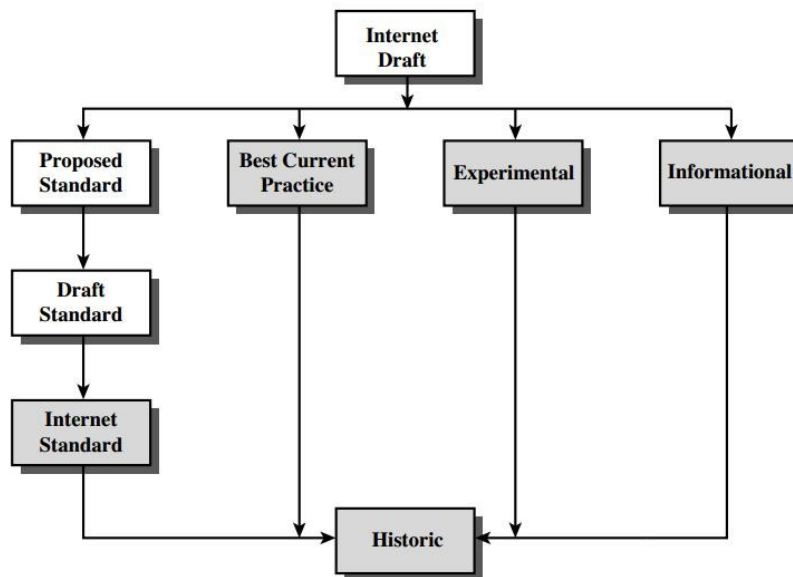 Internet
Draft
Proposed
Standard
Best Current
Practice
Experimental
Informational
Draft
Standard
Internet
Standard
Historic